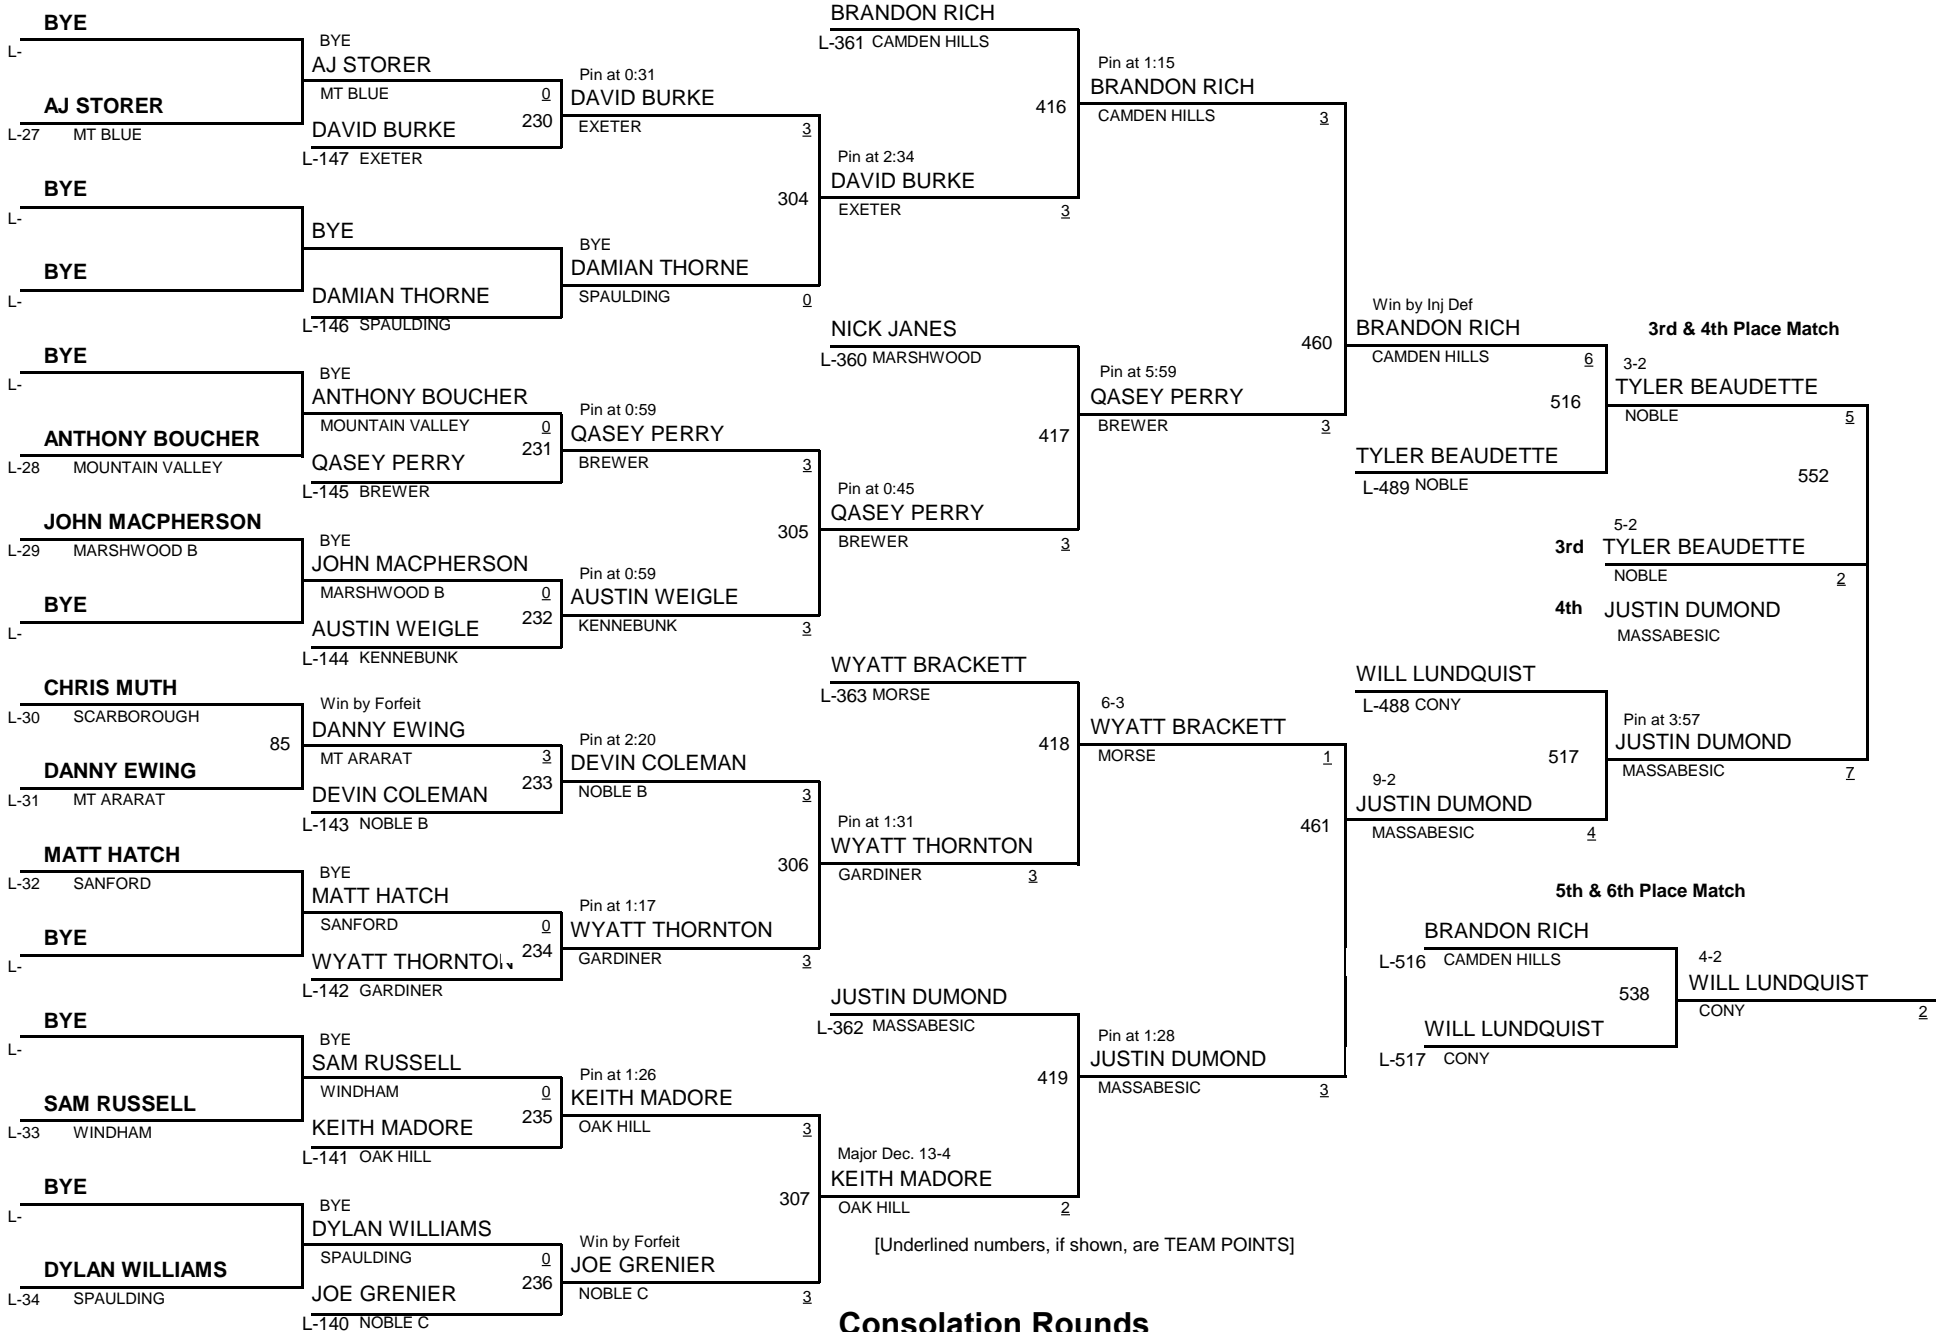 BYE
L-
AJ STORER
L-27 MT BLUE
BYE
L-
BYE
L-
BYE
L-
ANTHONY BOUCHER
L-28 MOUNTAIN VALLEY
JOHN MACPHERSON
L-29 MARSHWOOD B
BYE
L-
CHRIS MUTH
L-30 SCARBOROUGH
85
DANNY EWING
L-31 MT ARARAT
MATT HATCH
L-32 SANFORD
BYE
L-
BYE
L-
SAM RUSSELL
L-33 WINDHAM
BYE
L-
DYLAN WILLIAMS
L-34 SPAULDING
BYE
AJ STORER
MT BLUE 0
230
DAVID BURKE
L-147 EXETER
BYE
DAMIAN THORNE
L-146 SPAULDING
BYE
ANTHONY BOUCHER
MOUNTAIN VALLEY 0
231
QASEY PERRY
L-145 BREWER
BYE
JOHN MACPHERSON
MARSHWOOD B 0
232
AUSTIN WEIGLE
L-144 KENNEBUNK
Win by Forfeit
DANNY EWING
MT ARARAT 3
233
DEVIN COLEMAN
L-143 NOBLE B
BYE
MATT HATCH
SANFORD 0
234
WYATT THORNTON
L-142 GARDINER
BYE
SAM RUSSELL
WINDHAM 0
235
KEITH MADORE
L-141 OAK HILL
BYE
DYLAN WILLIAMS
SPAULDING 0
236
JOE GRENIER
L-140 NOBLE C
Pin at 0:31
DAVID BURKE
EXETER 3
304
BYE
DAMIAN THORNE
SPAULDING 0
Pin at 0:59
QASEY PERRY
BREWER 3
305
Pin at 0:59
AUSTIN WEIGLE
KENNEBUNK 3
Pin at 2:20
DEVIN COLEMAN
NOBLE B 3
306
Pin at 1:17
WYATT THORNTON
GARDINER 3
Pin at 1:26
KEITH MADORE
OAK HILL 3
307
Win by Forfeit
JOE GRENIER
NOBLE C 3
BRANDON RICH
L-361 CAMDEN HILLS
416
Pin at 2:34
DAVID BURKE
EXETER 3
NICK JANES
L-360 MARSHWOOD
417
Pin at 0:45
QASEY PERRY
BREWER 3
WYATT BRACKETT
L-363 MORSE
418
Pin at 1:31
WYATT THORNTON
GARDINER 3
JUSTIN DUMOND
L-362 MASSABESIC
419
Major Dec. 13-4
KEITH MADORE
OAK HILL 2
Pin at 1:15
BRANDON RICH
CAMDEN HILLS 3
460
Pin at 5:59
QASEY PERRY
BREWER 3
6-3
WYATT BRACKETT
MORSE 1
461
Pin at 1:28
JUSTIN DUMOND
MASSABESIC 3
Win by Inj Def
BRANDON RICH
CAMDEN HILLS 6
516
TYLER BEAUDETTE
L-489 NOBLE
WILL LUNDQUIST
L-488 CONY
517
9-2
JUSTIN DUMOND
MASSABESIC 4
3rd & 4th Place Match
3-2
TYLER BEAUDETTE
NOBLE 5
552
5-2
3rd TYLER BEAUDETTE
NOBLE 2
4th JUSTIN DUMOND
MASSABESIC
Pin at 3:57
JUSTIN DUMOND
MASSABESIC 7
5th & 6th Place Match
BRANDON RICH
L-516 CAMDEN HILLS
538
WILL LUNDQUIST
L-517 CONY
4-2
WILL LUNDQUIST
CONY 2
[Underlined numbers, if shown, are TEAM POINTS]
Consolation Rounds